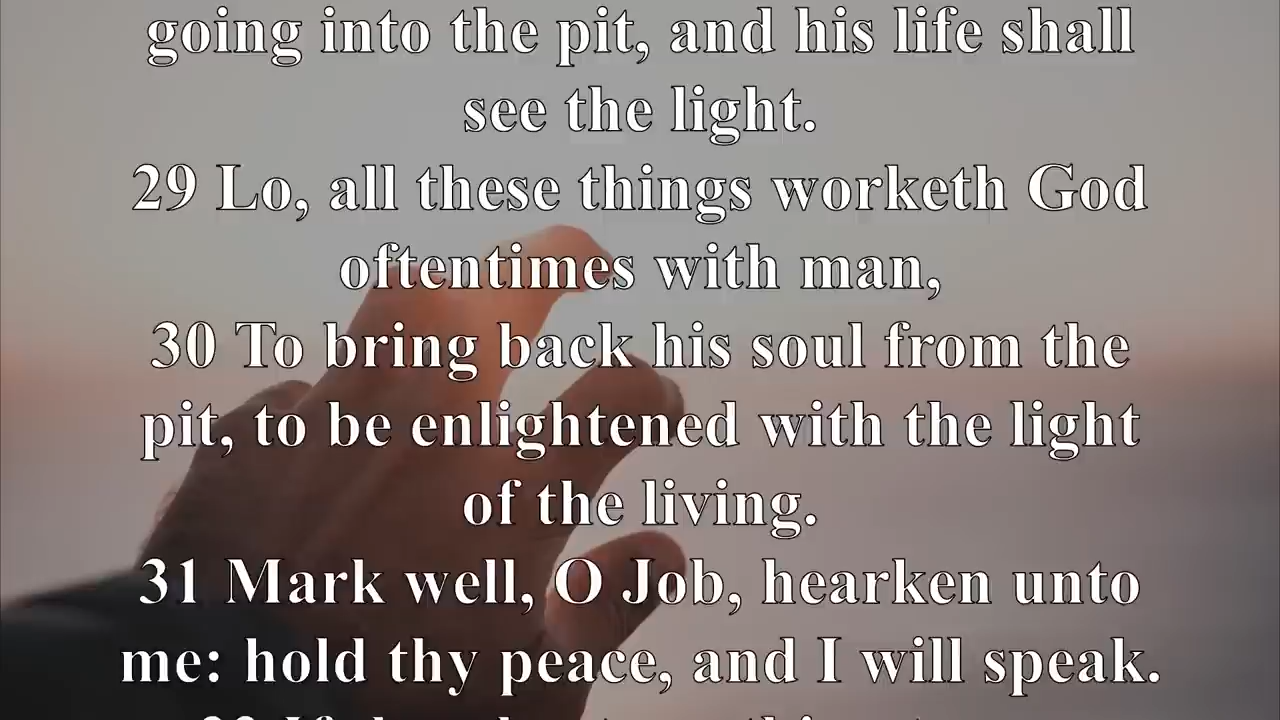 going into the pit, and his life shall
see the light.
29 Lo, all these things worketh God
oftentimes with man,
30 To bring back his soul from the
pit, to be enlightened with the light
of the living.
31 Mark well, O Job, hearken unto
me: hold thy peace, and I will speak.